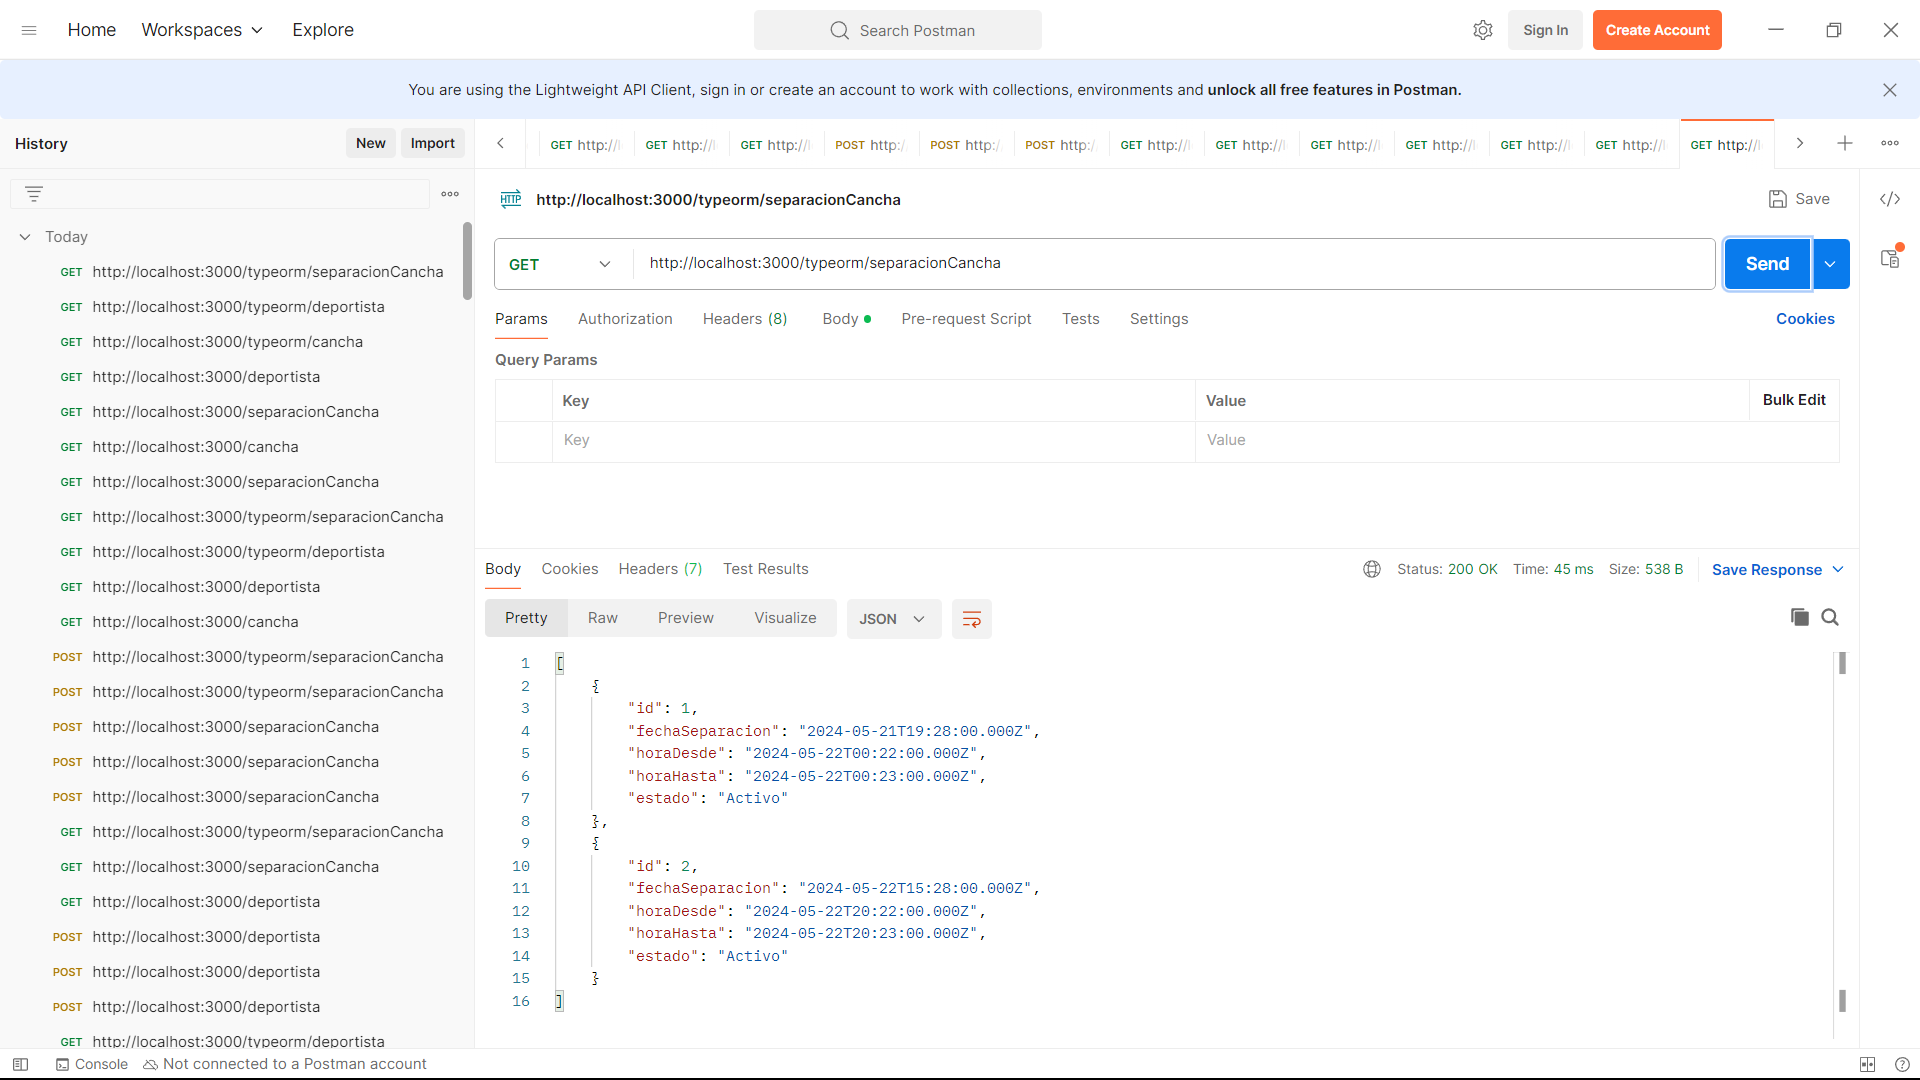 Home Workspaces Explore Search Postman Sign In Create Account
You are using the Lightweight API Client, sign in or create an account to work with collections, environments and unlock all free features in Postman.
History New Import
GET http://l GET http://l GET http://l POST http:/ POST http:/ POST http:/ GET http://l GET http://l GET http://l GET http://l GET http://l GET http://l GET http://l
Today
GET http://localhost:3000/typeorm/separacionCancha
GET http://localhost:3000/typeorm/deportista
GET http://localhost:3000/typeorm/cancha
GET http://localhost:3000/deportista
GET http://localhost:3000/separacionCancha
GET http://localhost:3000/cancha
GET http://localhost:3000/separacionCancha
GET http://localhost:3000/typeorm/separacionCancha
GET http://localhost:3000/typeorm/deportista
GET http://localhost:3000/deportista
GET http://localhost:3000/cancha
POST http://localhost:3000/typeorm/separacionCancha
POST http://localhost:3000/typeorm/separacionCancha
POST http://localhost:3000/separacionCancha
POST http://localhost:3000/separacionCancha
POST http://localhost:3000/separacionCancha
GET http://localhost:3000/typeorm/separacionCancha
GET http://localhost:3000/separacionCancha
GET http://localhost:3000/deportista
POST http://localhost:3000/deportista
POST http://localhost:3000/deportista
POST http://localhost:3000/deportista
GET http://localhost:3000/typeorm/deportista
HTTP http://localhost:3000/typeorm/separacionCancha Save
GET http://localhost:3000/typeorm/separacionCancha Send
Params Authorization Headers (8) Body Pre-request Script Tests Settings Cookies
Query Params
Key Value Bulk Edit
Key Value
Body Cookies Headers (7) Test Results Status: 200 OK Time: 45 ms Size: 538 B Save Response
Pretty Raw Preview Visualize JSON
1 [
2 {
3 "id": 1,
4 "fechaSeparacion": "2024-05-21T19:28:00.000Z",
5 "horaDesde": "2024-05-22T00:22:00.000Z",
6 "horaHasta": "2024-05-22T00:23:00.000Z",
7 "estado": "Activo"
8 },
9 {
10 "id": 2,
11 "fechaSeparacion": "2024-05-22T15:28:00.000Z",
12 "horaDesde": "2024-05-22T20:22:00.000Z",
13 "horaHasta": "2024-05-22T20:23:00.000Z",
14 "estado": "Activo"
15 }
16 ]
Console Not connected to a Postman account